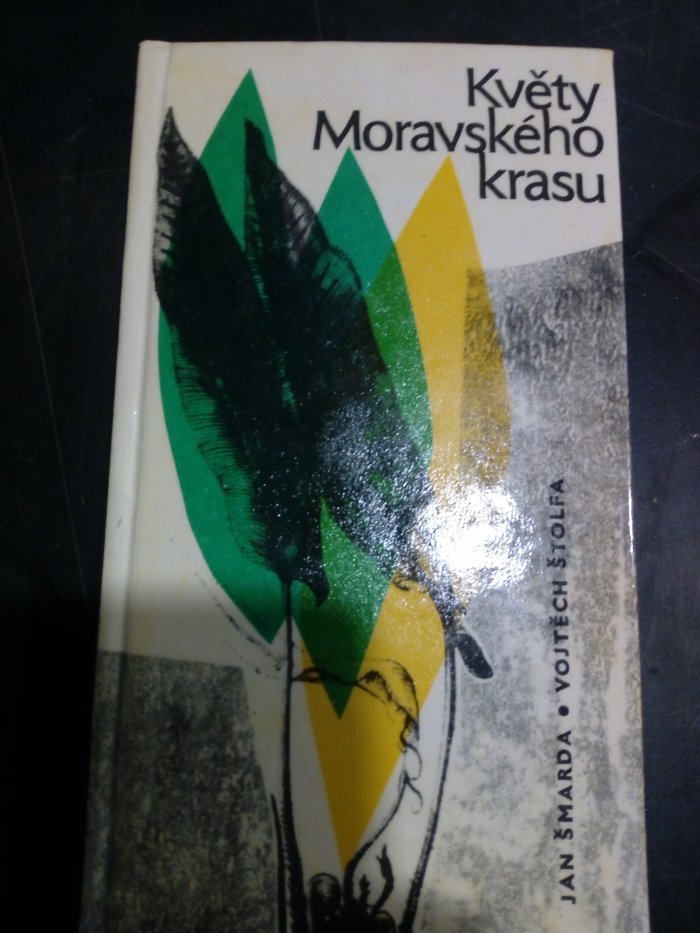 Květy
Moravského
krasu
JAN ŠMARDA • VOJTĚCH ŠTOLFA